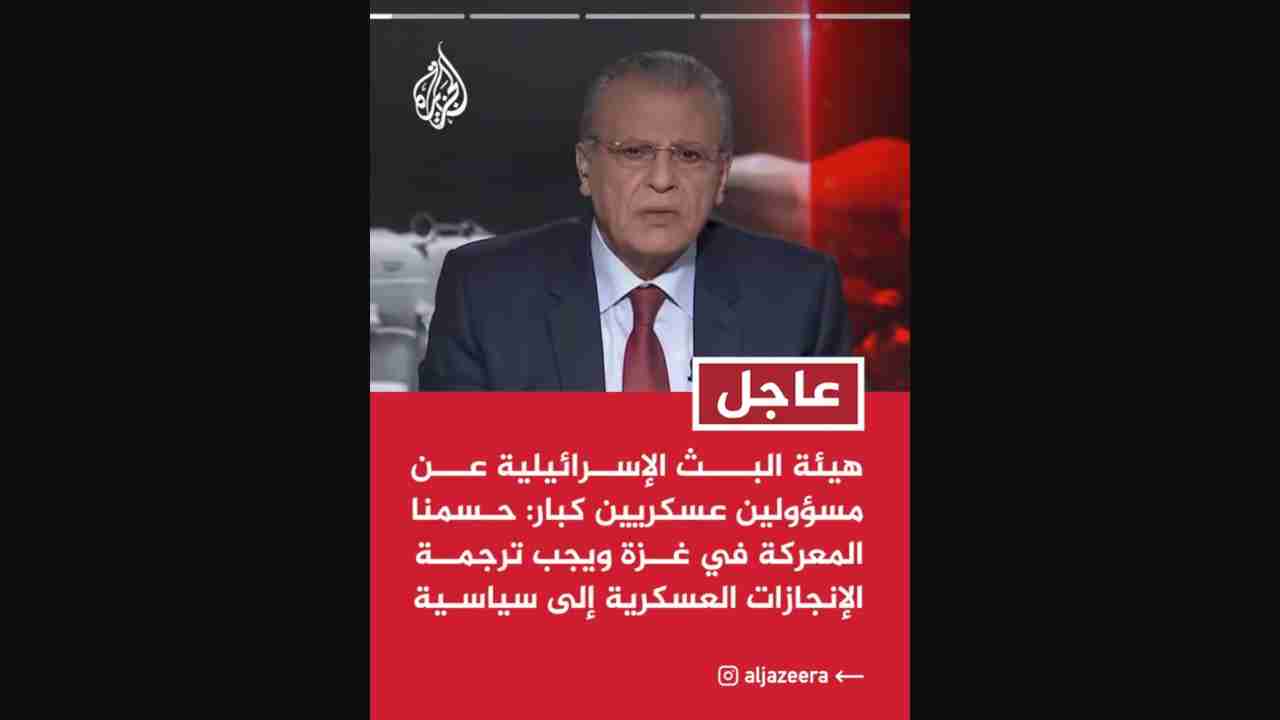 الجزيرة
عاجل
هيئة البث الإسرائيلية عن
مسؤولين عسكريين كبار: حسمنا
المعركة في غزة ويجب ترجمة
الإنجازات العسكرية إلى سياسية
aljazeera